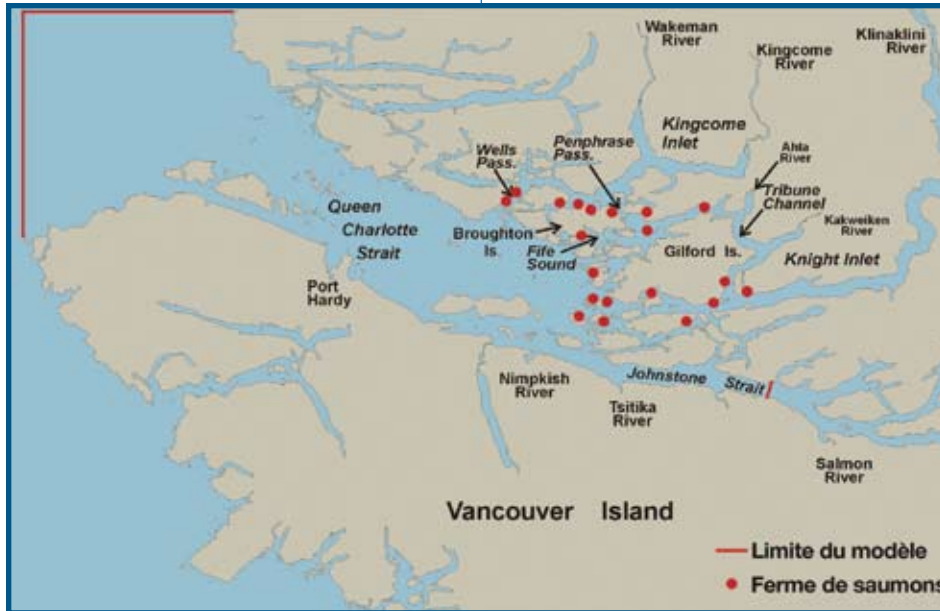 Wakeman
River
Klinaklini
River
Kingcome
River
Kingcome
Inlet
Penphrase
Pass.
Wells
Pass.
Ahla
River
Tribune
Channel
Kakweiken
River
Queen
Charlotte
Strait
Broughton
Is.
Fife
Sound
Gilford Is.
Knight Inlet
Port
Hardy
Johnstone Strait
Nimpkish
River
Tsitika
River
Salmon
River
Vancouver Island
Limite du modèle
Ferme de saumons